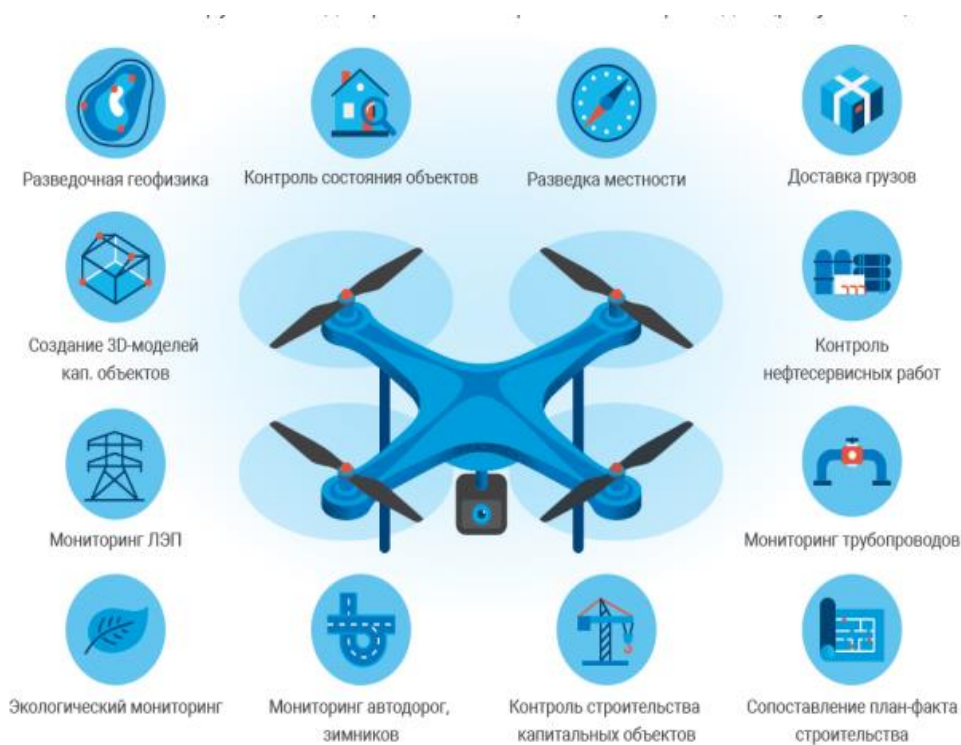 Разведочная геофизика
Контроль состояния объектов
Разведка местности
Доставка грузов
Создание 3D-моделей
кап. объектов
Контроль
нефтесервисных работ
Мониторинг ЛЭП
Мониторинг трубопроводов
Экологический мониторинг
Мониторинг автодорог,
зимников
Контроль строительства
капитальных объектов
Сопоставление план-факта
строительства